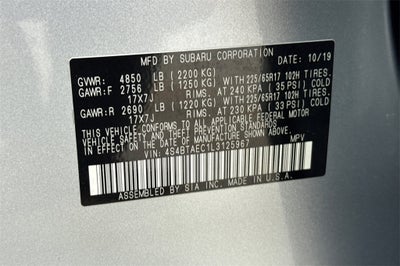 MFD. BY SUBARU CORPORATION DATE: 10/19
GVWR: 4850 LB (2200 KG)
GAWR:F 2756 LB (1250 KG) WITH 225/65R17 102H TIRES,
17X7J RIMS, AT 240 KPA (35 PSI) COLD
GAWR:R 2690 LB (1220 KG) WITH 225/65R17 102H TIRES,
17X7J RIMS, AT 230 KPA (33 PSI) COLD
THIS VEHICLE CONFORMS TO ALL APPLICABLE FEDERAL MOTOR
VEHICLE SAFETY STANDARDS IN EFFECT ON THE
DATE OF MANUFACTURE SHOWN ABOVE.
VIN: 4S4BTAEC1L3125967 MPV
ASSEMBLED BY SIA INC. MADE IN U.S.A.